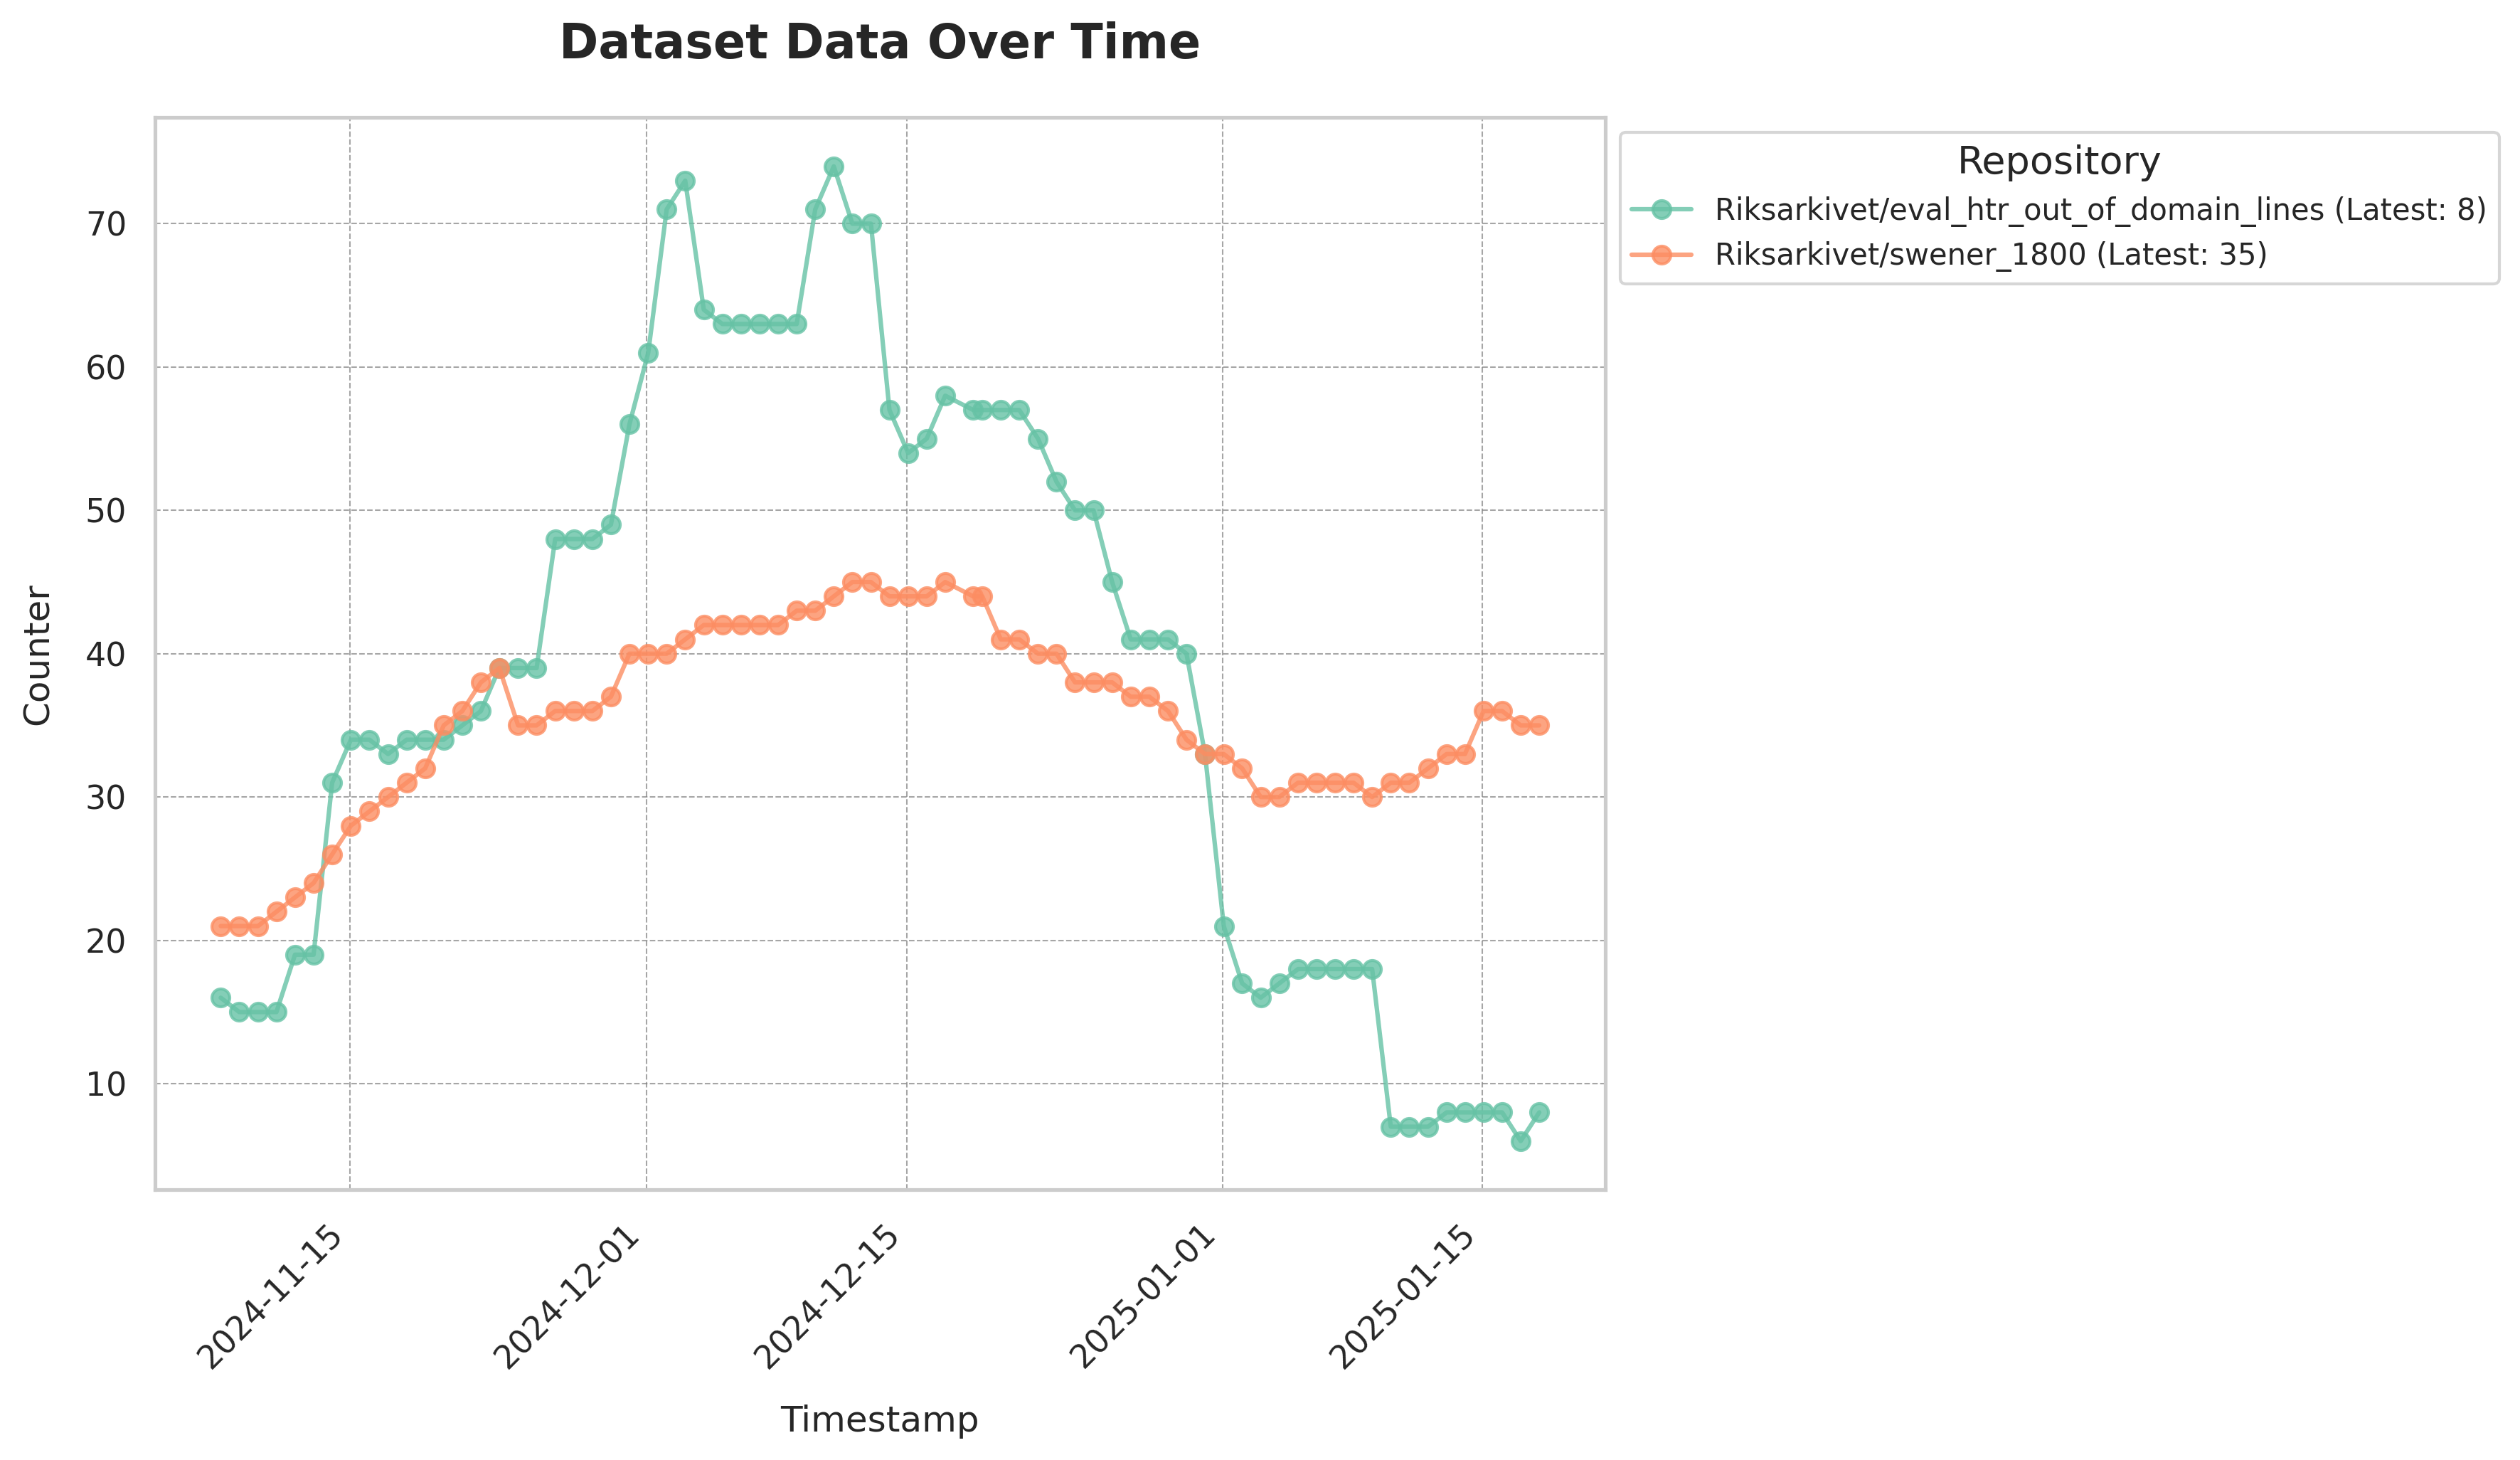 Dataset Data Over Time
Repository
Riksarkivet/eval_htr_out_of_domain_lines (Latest: 8)
Riksarkivet/swener_1800 (Latest: 35)
Counter
70
60
50
40
30
20
10
2024-11-15
2024-12-01
2024-12-15
2025-01-01
2025-01-15
Timestamp